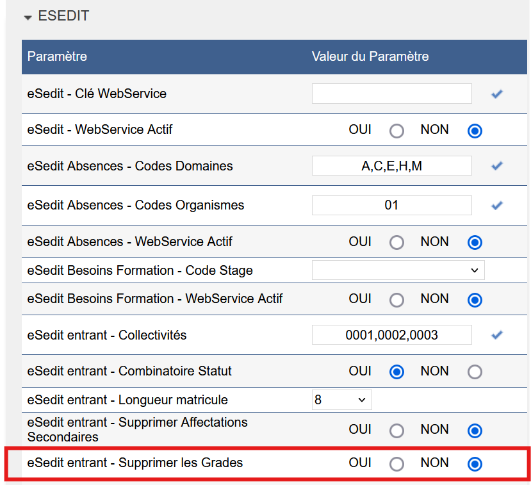 ESEDIT
Paramètre Valeur du Paramètre
eSedit - Clé WebService
eSedit - WebService Actif OUI NON
eSedit Absences - Codes Domaines A,C,E,H,M
eSedit Absences - Codes Organismes 01
eSedit Absences - WebService Actif OUI NON
eSedit Besoins Formation - Code Stage
eSedit Besoins Formation - WebService Actif OUI NON
eSedit entrant - Collectivités 0001,0002,0003
eSedit entrant - Combinatoire Statut OUI NON
eSedit entrant - Longueur matricule 8
eSedit entrant - Supprimer Affectations
Secondaires OUI NON
eSedit entrant - Supprimer les Grades OUI NON